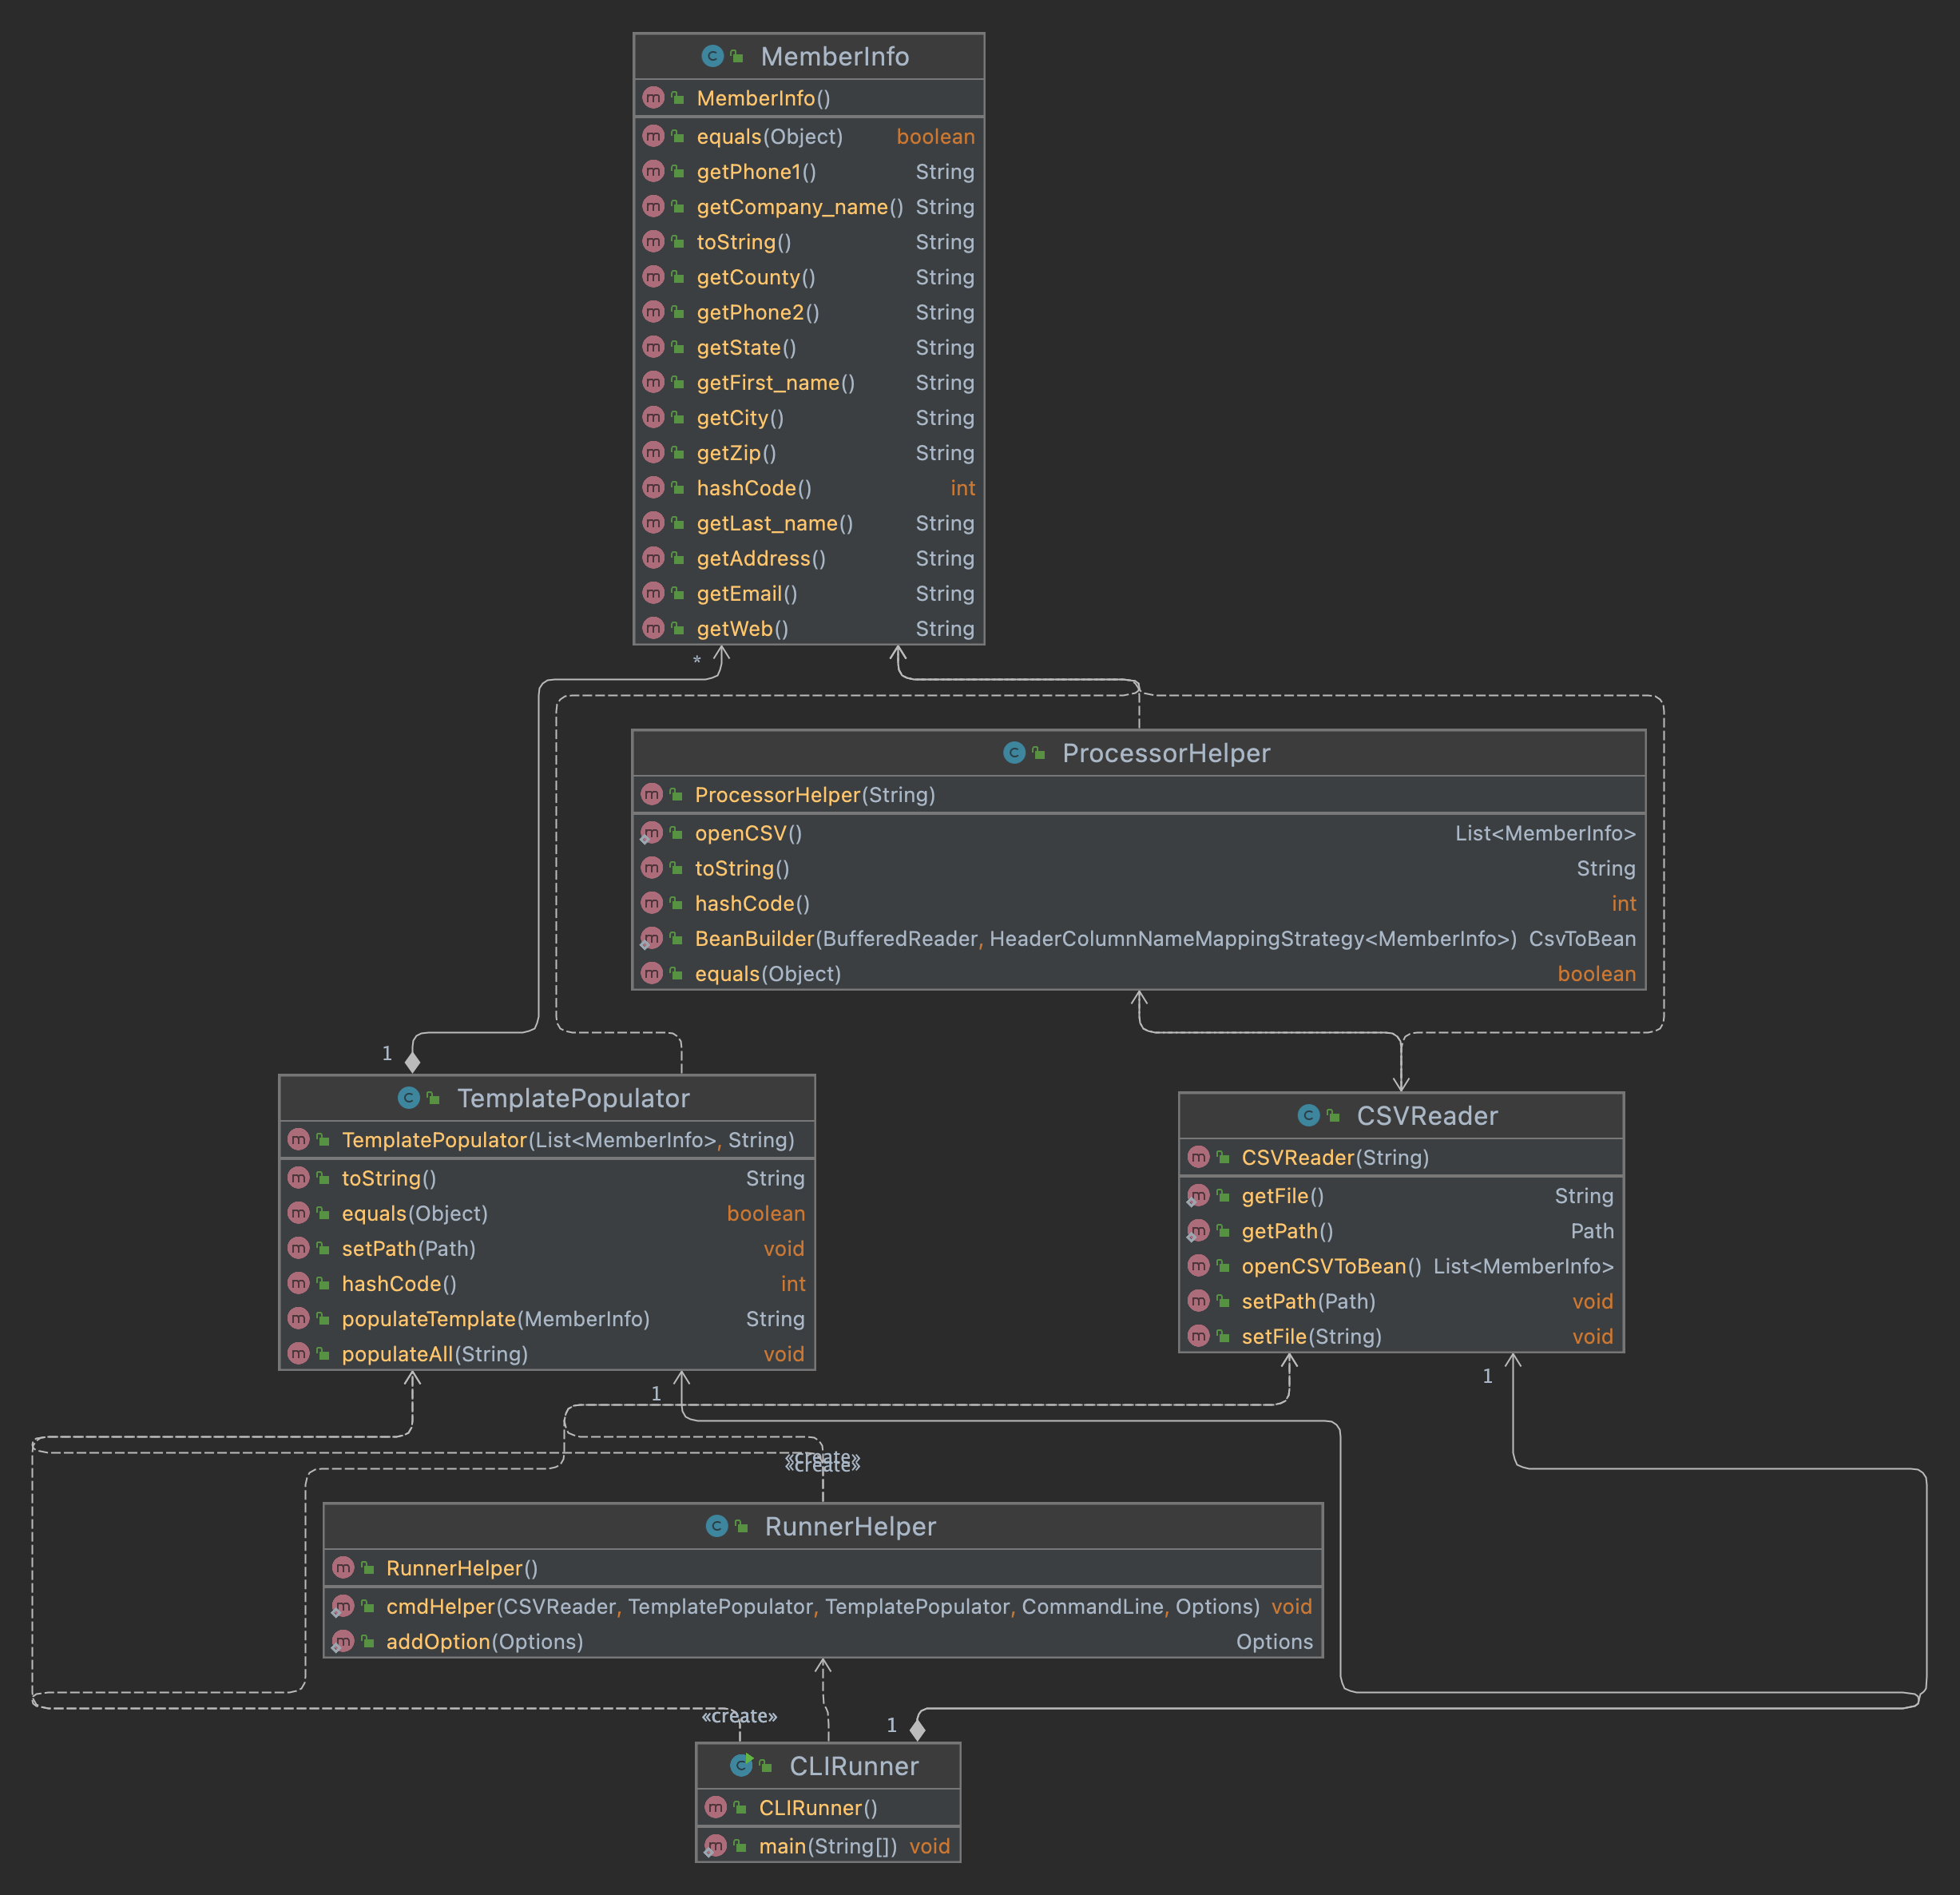 MemberInfo
MemberInfo()
equals(Object) boolean
getPhone1() String
getCompany_name() String
toString() String
getCounty() String
getPhone2() String
getState() String
getFirst_name() String
getCity() String
getZip() String
hashCode() int
getLast_name() String
getAddress() String
getEmail() String
getWeb() String
*
ProcessorHelper
ProcessorHelper(String)
openCSV() List<MemberInfo>
toString() String
hashCode() int
BeanBuilder(BufferedReader, HeaderColumnNameMappingStrategy<MemberInfo>) CsvToBean
equals(Object) boolean
1
TemplatePopulator
TemplatePopulator(List<MemberInfo>, String)
toString() String
equals(Object) boolean
setPath(Path) void
hashCode() int
populateTemplate(MemberInfo) String
populateAll(String) void
CSVReader
CSVReader(String)
getFile() String
getPath() Path
openCSVToBean() List<MemberInfo>
setPath(Path) void
setFile(String) void
1
1
«create»
«create»
RunnerHelper
RunnerHelper()
cmdHelper(CSVReader, TemplatePopulator, TemplatePopulator, CommandLine, Options) void
addOption(Options) Options
«create»
1
CLIRunner
CLIRunner()
main(String[]) void